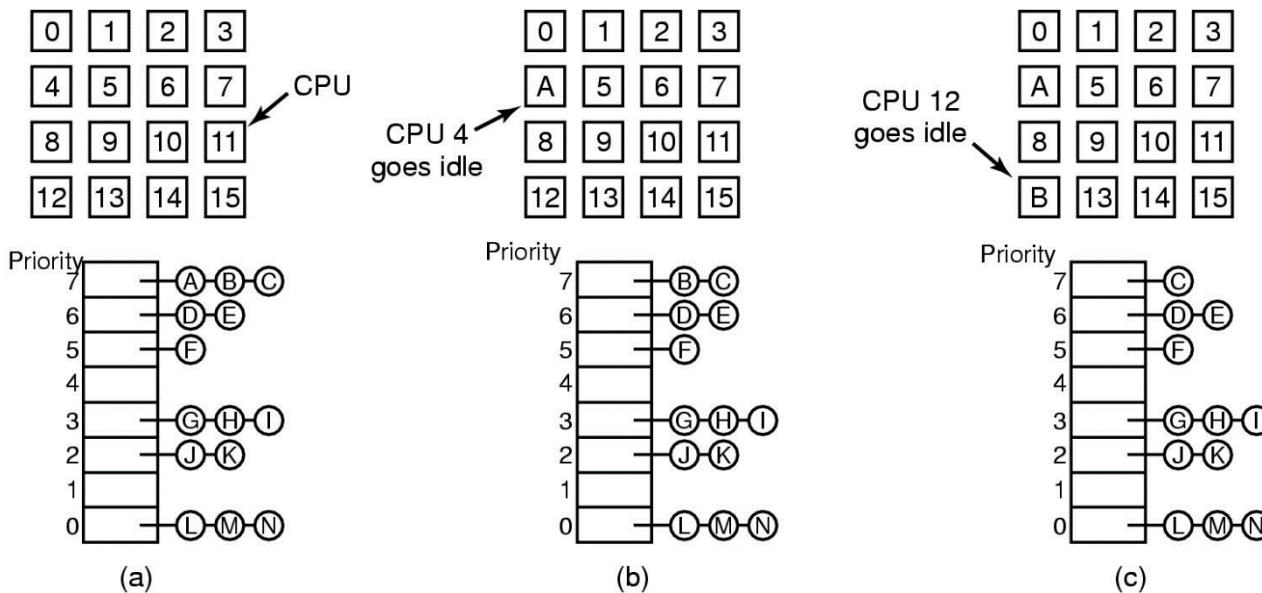 0 1 2 3
4 5 6 7
CPU
8 9 10 11
12 13 14 15
Priority
7 A B C
6 D E
5 F
4
3 G H I
2 J K
1
0 L M N
(a)
0 1 2 3
A 5 6 7
CPU 4
goes idle
8 9 10 11
12 13 14 15
Priority
7 B C
6 D E
5 F
4
3 G H I
2 J K
1
0 L M N
(b)
0 1 2 3
A 5 6 7
CPU 12
goes idle
8 9 10 11
B 13 14 15
Priority
7 C
6 D E
5 F
4
3 G H I
2 J K
1
0 L M N
(c)